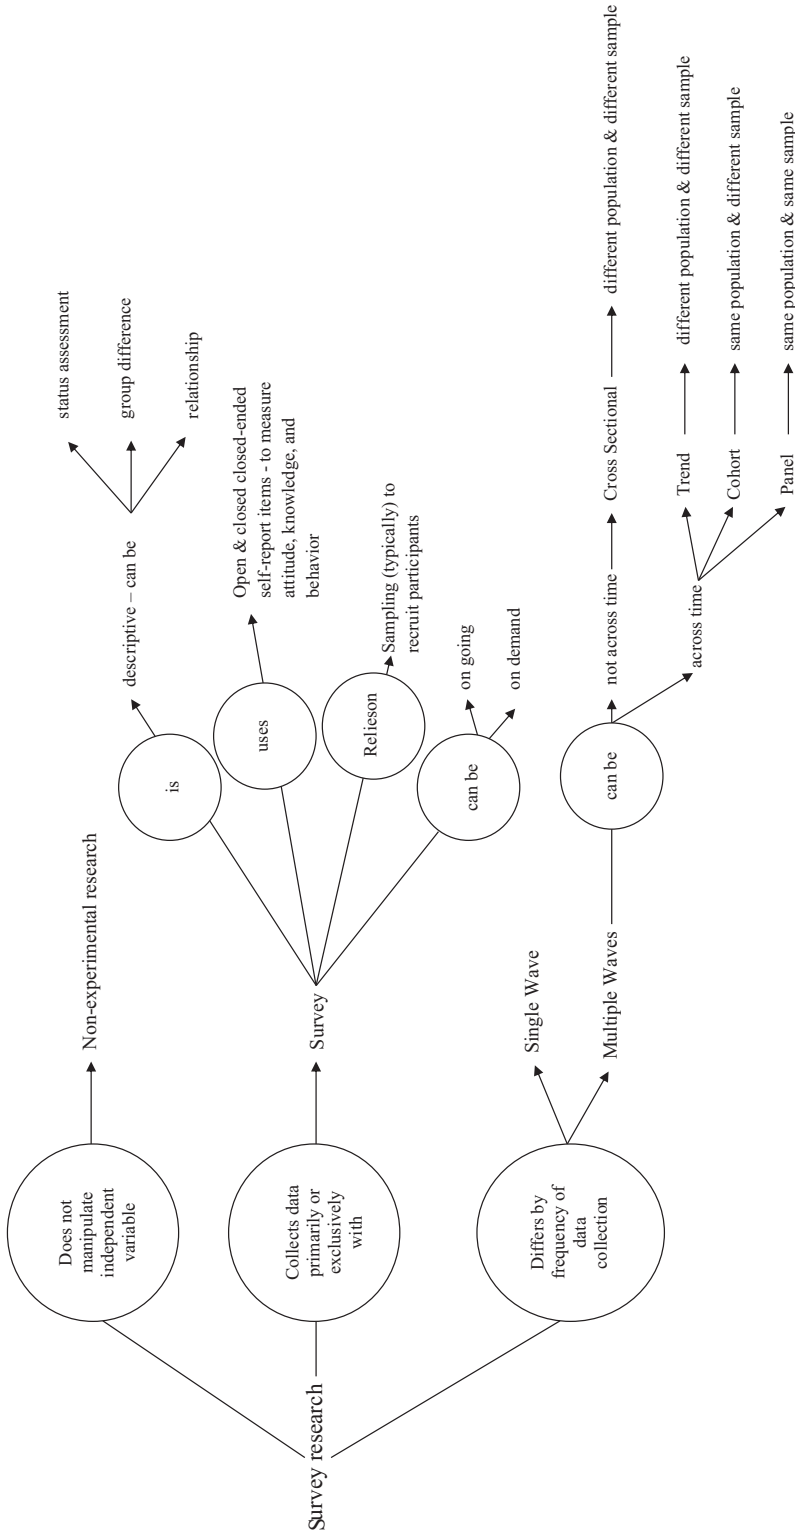 Survey research
Does not
manipulate
independent
variable
Non-experimental research
Collects data
primarily or
exclusively
with
Survey
is
descriptive – can be
status assessment
group difference
relationship
uses
Open & closed closed-ended
self-report items - to measure
attitude, knowledge, and
behavior
Relieson
Sampling (typically) to
recruit participants
can be
on going
on demand
Differs by
frequency of
data
collection
Single Wave
Multiple Waves
can be
not across time
Cross Sectional
different population & different sample
across time
Trend
different population & different sample
Cohort
same population & different sample
Panel
same population & same sample